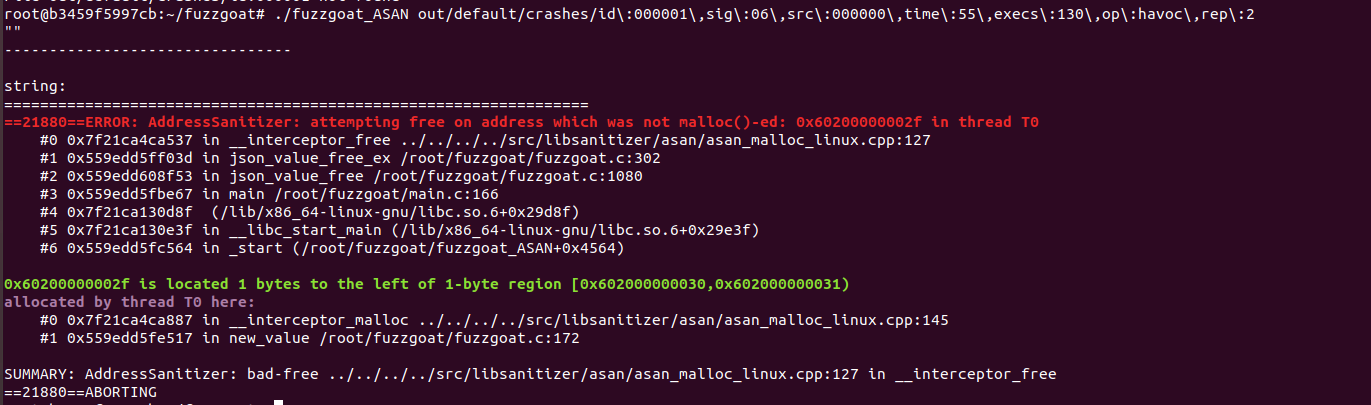 root@b3459f5997cb:~/fuzzgoat# ./fuzzgoat_ASAN out/default/crashes/id\:000001\,sig\:06\,src\:000000\,time\:55\,execs\:130\,op\:havoc\,rep\:2
""
--------------------------------
string:
=================================================================
==21880==ERROR: AddressSanitizer: attempting free on address which was not malloc()-ed: 0x60200000002f in thread T0
    #0 0x7f21ca4ca537 in __interceptor_free ../../../../src/libsanitizer/asan/asan_malloc_linux.cpp:127
    #1 0x559edd5ff03d in json_value_free_ex /root/fuzzgoat/fuzzgoat.c:302
    #2 0x559edd608f53 in json_value_free /root/fuzzgoat/fuzzgoat.c:1080
    #3 0x559edd5fbe67 in main /root/fuzzgoat/main.c:166
    #4 0x7f21ca130d8f  (/lib/x86_64-linux-gnu/libc.so.6+0x29d8f)
    #5 0x7f21ca130e3f in __libc_start_main (/lib/x86_64-linux-gnu/libc.so.6+0x29e3f)
    #6 0x559edd5fc564 in _start (/root/fuzzgoat/fuzzgoat_ASAN+0x4564)
0x60200000002f is located 1 bytes to the left of 1-byte region [0x602000000030,0x602000000031)
allocated by thread T0 here:
    #0 0x7f21ca4ca887 in __interceptor_malloc ../../../../src/libsanitizer/asan/asan_malloc_linux.cpp:145
    #1 0x559edd5fe517 in new_value /root/fuzzgoat/fuzzgoat.c:172
SUMMARY: AddressSanitizer: bad-free ../../../../src/libsanitizer/asan/asan_malloc_linux.cpp:127 in __interceptor_free
==21880==ABORTING